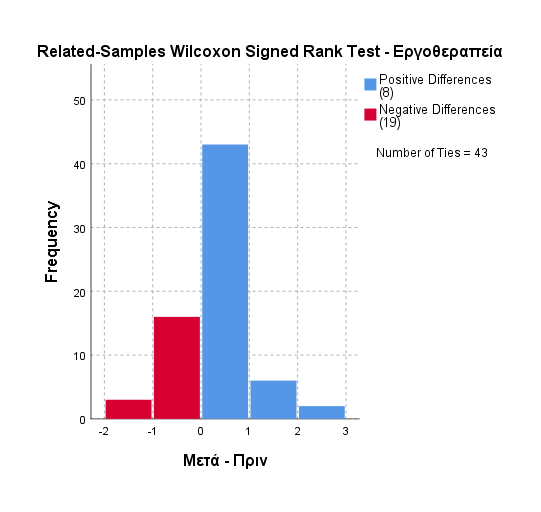 Related-Samples Wilcoxon Signed Rank Test - Εργοθεραπεία
Positive Differences
(8)
Negative Differences
(19)
Number of Ties = 43
50
40
30
20
10
0
Frequency
-2 -1 0 1 2 3
Μετά - Πριν